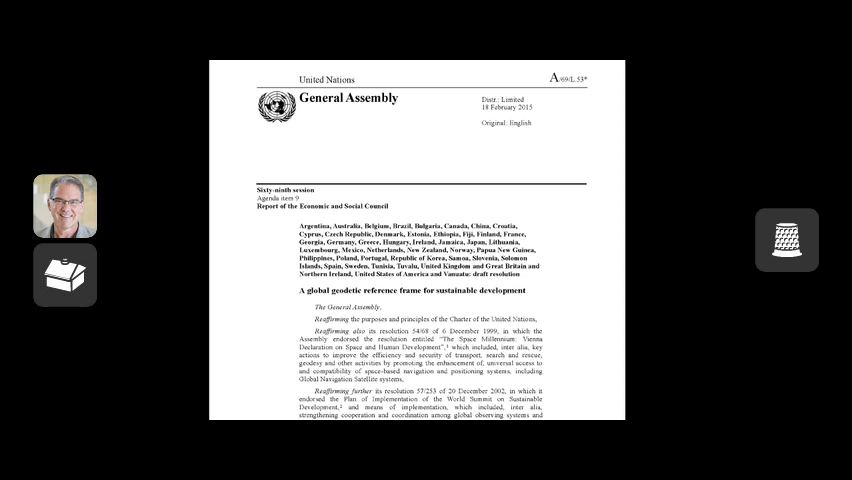 United Nations
A/69/L.53*
General Assembly
Distr.: Limited
18 February 2015
Original: English
Sixty-ninth session
Agenda item 9
Report of the Economic and Social Council
Argentina, Australia, Belgium, Brazil, Bulgaria, Canada, China, Croatia,
Cyprus, Czech Republic, Denmark, Estonia, Ethiopia, Fiji, Finland, France,
Georgia, Germany, Greece, Hungary, Ireland, Jamaica, Japan, Lithuania,
Luxembourg, Mexico, Netherlands, New Zealand, Norway, Papua New Guinea,
Philippines, Poland, Portugal, Republic of Korea, Samoa, Slovenia, Solomon
Islands, Spain, Sweden, Tunisia, Tuvalu, United Kingdom and Great Britain and
Northern Ireland, United States of America and Vanuatu: draft resolution
A global geodetic reference frame for sustainable development
The General Assembly,
Reaffirming the purposes and principles of the Charter of the United Nations,
Reaffirming also its resolution 54/68 of 6 December 1999, in which the
Assembly endorsed the resolution entitled “The Space Millennium: Vienna
Declaration on Space and Human Development”,¹ which included, inter alia, key
actions to improve the efficiency and security of transport, search and rescue,
geodesy and other activities by promoting the enhancement of, universal access to
and compatibility of space-based navigation and positioning systems, including
Global Navigation Satellite systems,
Reaffirming further its resolution 57/253 of 20 December 2002, in which it
endorsed the Plan of Implementation of the World Summit on Sustainable
Development,² and means of implementation, which included, inter alia,
strengthening cooperation and coordination among global observing systems and